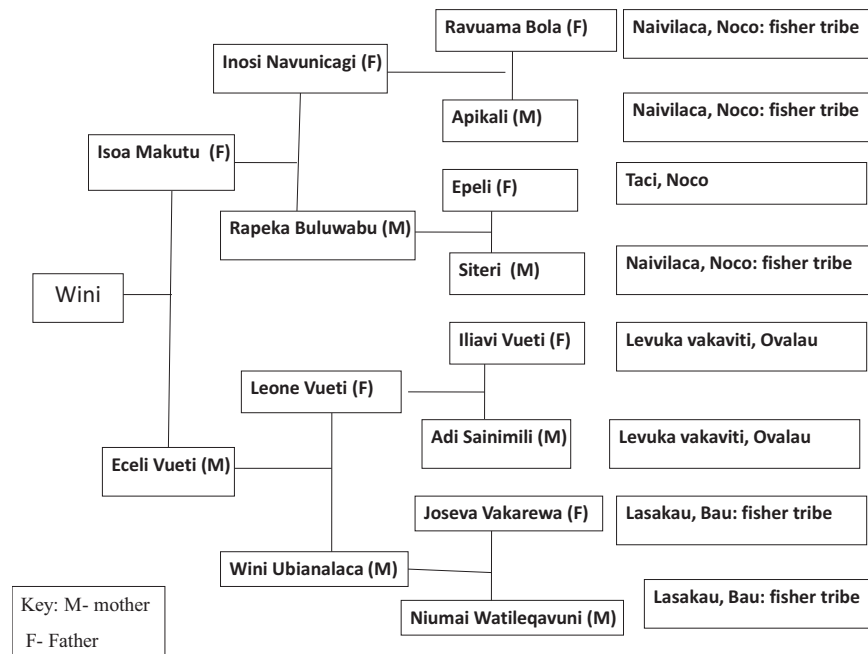 Ravuama Bola (F)
Naivilaca, Noco: fisher tribe
Inosi Navunicagi (F)
Apikali (M)
Naivilaca, Noco: fisher tribe
Isoa Makutu (F)
Epeli (F)
Taci, Noco
Rapeka Buluwabu (M)
Siteri (M)
Naivilaca, Noco: fisher tribe
Wini
Iliavi Vueti (F)
Levuka vakaviti, Ovalau
Leone Vueti (F)
Adi Sainimili (M)
Levuka vakaviti, Ovalau
Eceli Vueti (M)
Joseva Vakarewa (F)
Lasakau, Bau: fisher tribe
Wini Ubianalaca (M)
Niumai Watileqavuni (M)
Lasakau, Bau: fisher tribe
Key: M- mother
F- Father